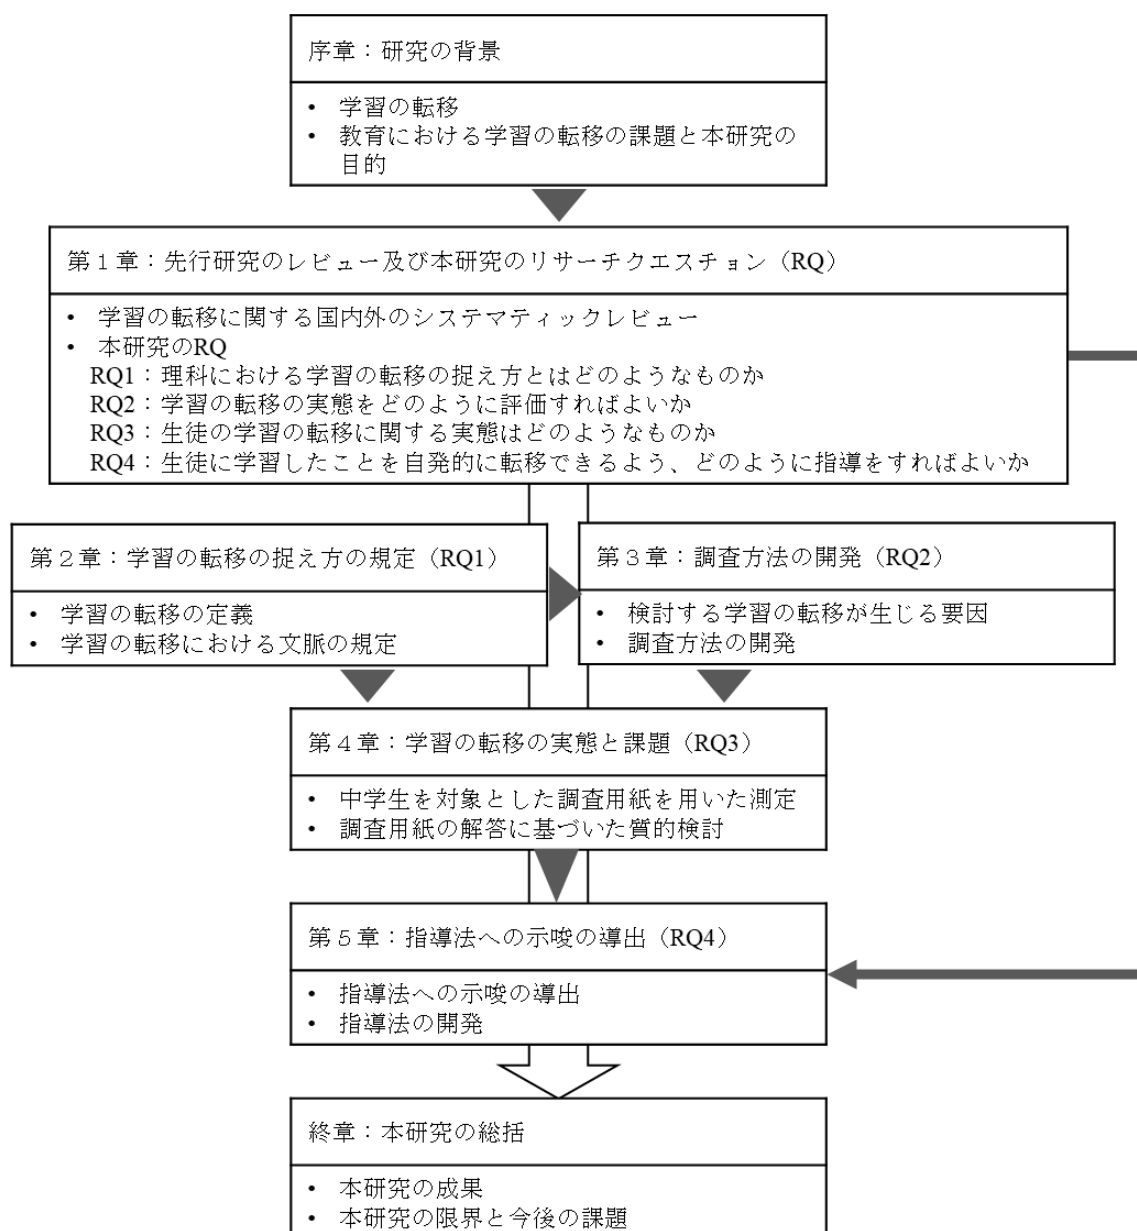 序章：研究の背景
• 学習の転移
• 教育における学習の転移の課題と本研究の
目的
第１章：先行研究のレビュー及び本研究のリサーチクエスチョン（RQ）
• 学習の転移に関する国内外のシステマティックレビュー
• 本研究のRQ
RQ1：理科における学習の転移の捉え方とはどのようなものか
RQ2：学習の転移の実態をどのように評価すればよいか
RQ3：生徒の学習の転移に関する実態はどのようなものか
RQ4：生徒に学習したことを自発的に転移できるよう、どのように指導をすればよいか
第２章：学習の転移の捉え方の規定（RQ1）
• 学習の転移の定義
• 学習の転移における文脈の規定
第３章：調査方法の開発（RQ2）
• 検討する学習の転移が生じる要因
• 調査方法の開発
第４章：学習の転移の実態と課題（RQ3）
• 中学生を対象とした調査用紙を用いた測定
• 調査用紙の解答に基づいた質的検討
第５章：指導法への示唆の導出（RQ4）
• 指導法への示唆の導出
• 指導法の開発
終章：本研究の総括
• 本研究の成果
• 本研究の限界と今後の課題